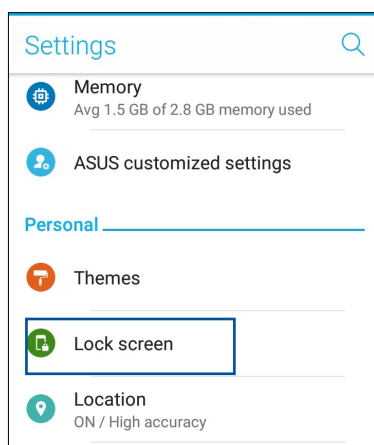 Settings
Memory
Avg 1.5 GB of 2.8 GB memory used
ASUS customized settings
Personal
Themes
Lock screen
Location
ON / High accuracy